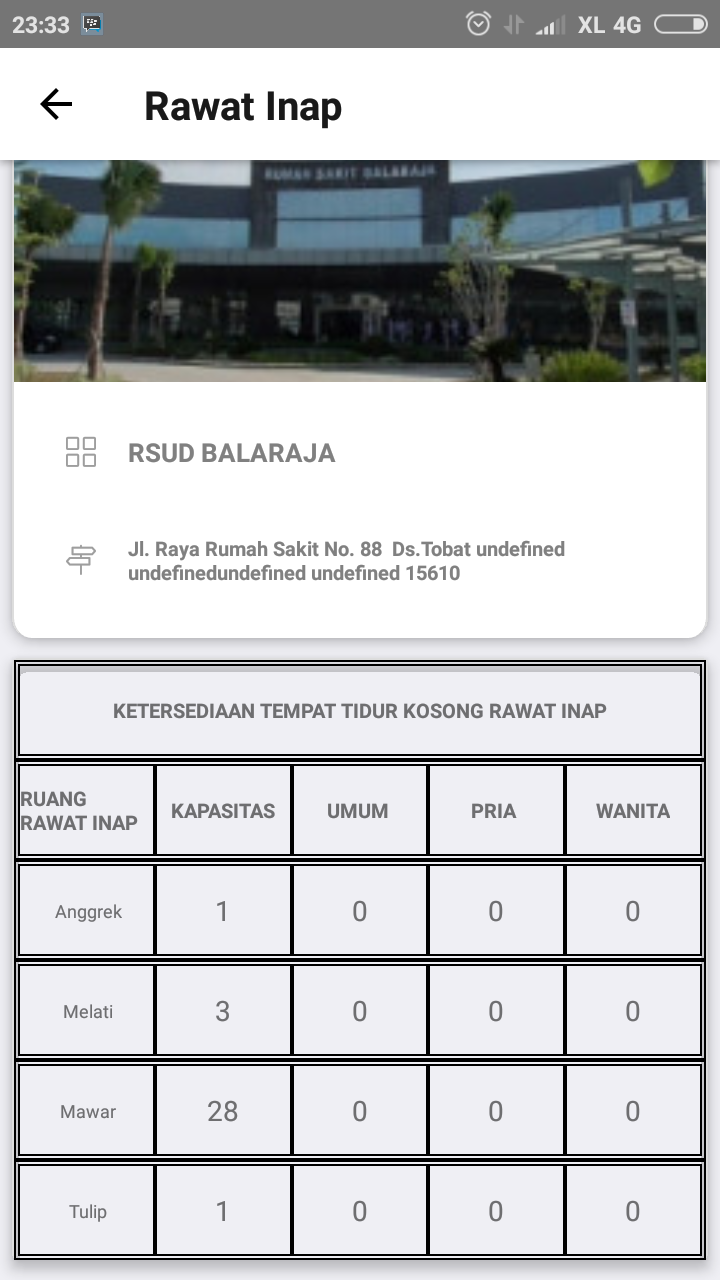 23:33 XL 4G
Rawat Inap
RUMAH SAKIT BALARAJA
RSUD BALARAJA
Jl. Raya Rumah Sakit No. 88  Ds.Tobat undefined
undefinedundefined undefined 15610
KETERSEDIAAN TEMPAT TIDUR KOSONG RAWAT INAP
RUANG
RAWAT INAP KAPASITAS UMUM PRIA WANITA
Anggrek 1 0 0 0
Melati 3 0 0 0
Mawar 28 0 0 0
Tulip 1 0 0 0